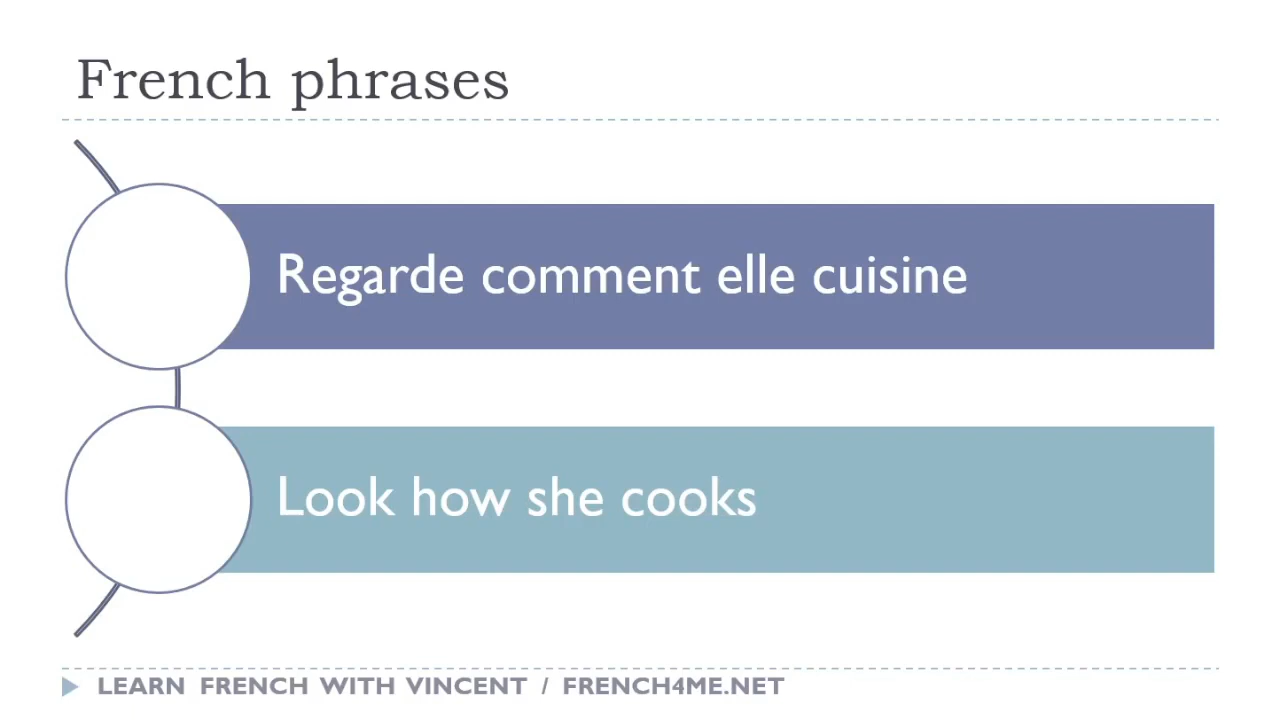 French phrases
Regarde comment elle cuisine
Look how she cooks
LEARN FRENCH WITH VINCENT / FRENCH4ME.NET